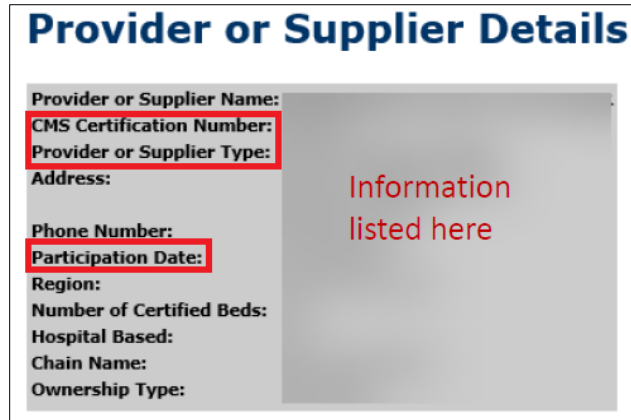 Provider or Supplier Details
Provider or Supplier Name:
CMS Certification Number:
Provider or Supplier Type:
Address:
Information
listed here
Phone Number:
Participation Date:
Region:
Number of Certified Beds:
Hospital Based:
Chain Name:
Ownership Type: